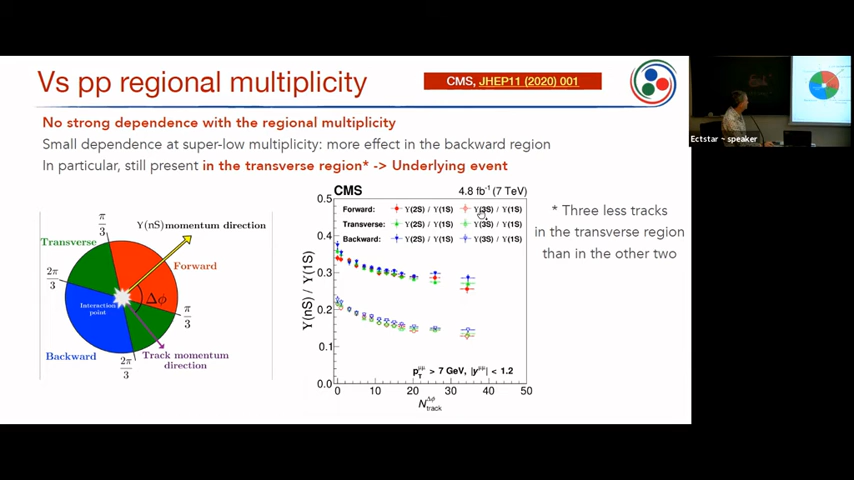 Vs pp regional multiplicity
CMS, JHEP11 (2020) 001
No strong dependence with the regional multiplicity
Small dependence at super-low multiplicity: more effect in the backward region
In particular, still present in the transverse region* -> Underlying event
Ectstar ~ speaker
π/3
ϒ(nS)momentum direction
Transverse
Forward
2π/3
Interaction
point
Δϕ
π/3
Backward
2π/3
Track momentum
direction
CMS
4.8 fb⁻¹ (7 TeV)
Forward: ϒ(2S) / ϒ(1S) ϒ(3S) / ϒ(1S)
Transverse: ϒ(2S) / ϒ(1S) ϒ(3S) / ϒ(1S)
Backward: ϒ(2S) / ϒ(1S) ϒ(3S) / ϒ(1S)
ϒ(nS) / ϒ(1S)
0.5
0.4
0.3
0.2
0.1
0.0
p_T^μμ > 7 GeV, |y^μμ| < 1.2
0 10 20 30 40 50
N_track^Δϕ
* Three less tracks
in the transverse region
than in the other two